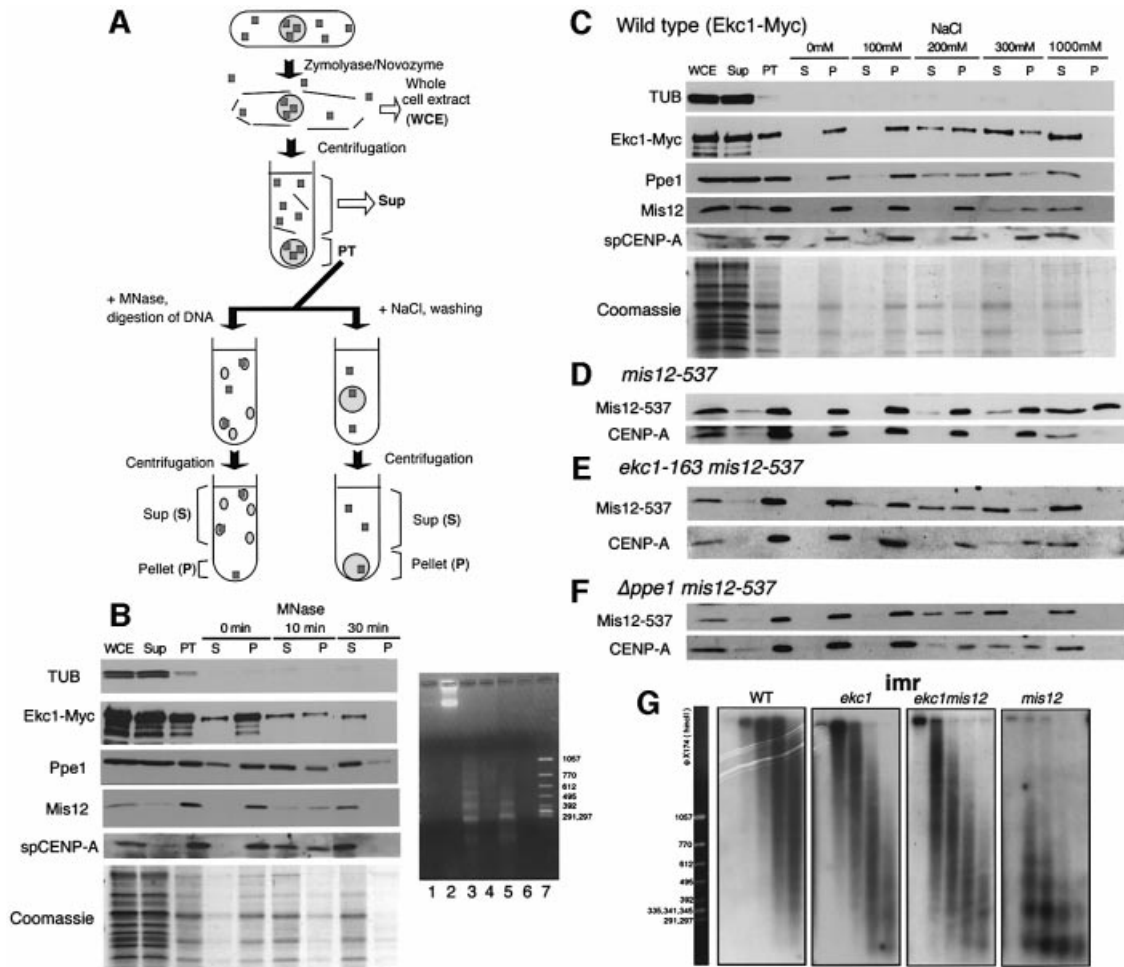 A
Zymolyase/Novozyme
Whole
cell extract
(WCE)
Centrifugation
Sup
PT
+ MNase,
digestion of DNA
+ NaCl, washing
Centrifugation
Centrifugation
Sup (S)
Sup (S)
Pellet (P)
Pellet (P)
B
MNase
0 min 10 min 30 min
WCE Sup PT S P S P S P
TUB
Ekc1-Myc
Ppe1
Mis12
spCENP-A
Coomassie
1057
770
612
495
392
291,297
1 2 3 4 5 6 7
C Wild type (Ekc1-Myc)
NaCl
0mM 100mM 200mM 300mM 1000mM
WCE Sup PT S P S P S P S P S P
TUB
Ekc1-Myc
Ppe1
Mis12
spCENP-A
Coomassie
D mis12-537
Mis12-537
CENP-A
E ekc1-163 mis12-537
Mis12-537
CENP-A
F Δppe1 mis12-537
Mis12-537
CENP-A
G
imr
WT ekc1 ekc1mis12 mis12
1057
770
612
495
392
335,341,345
291,297